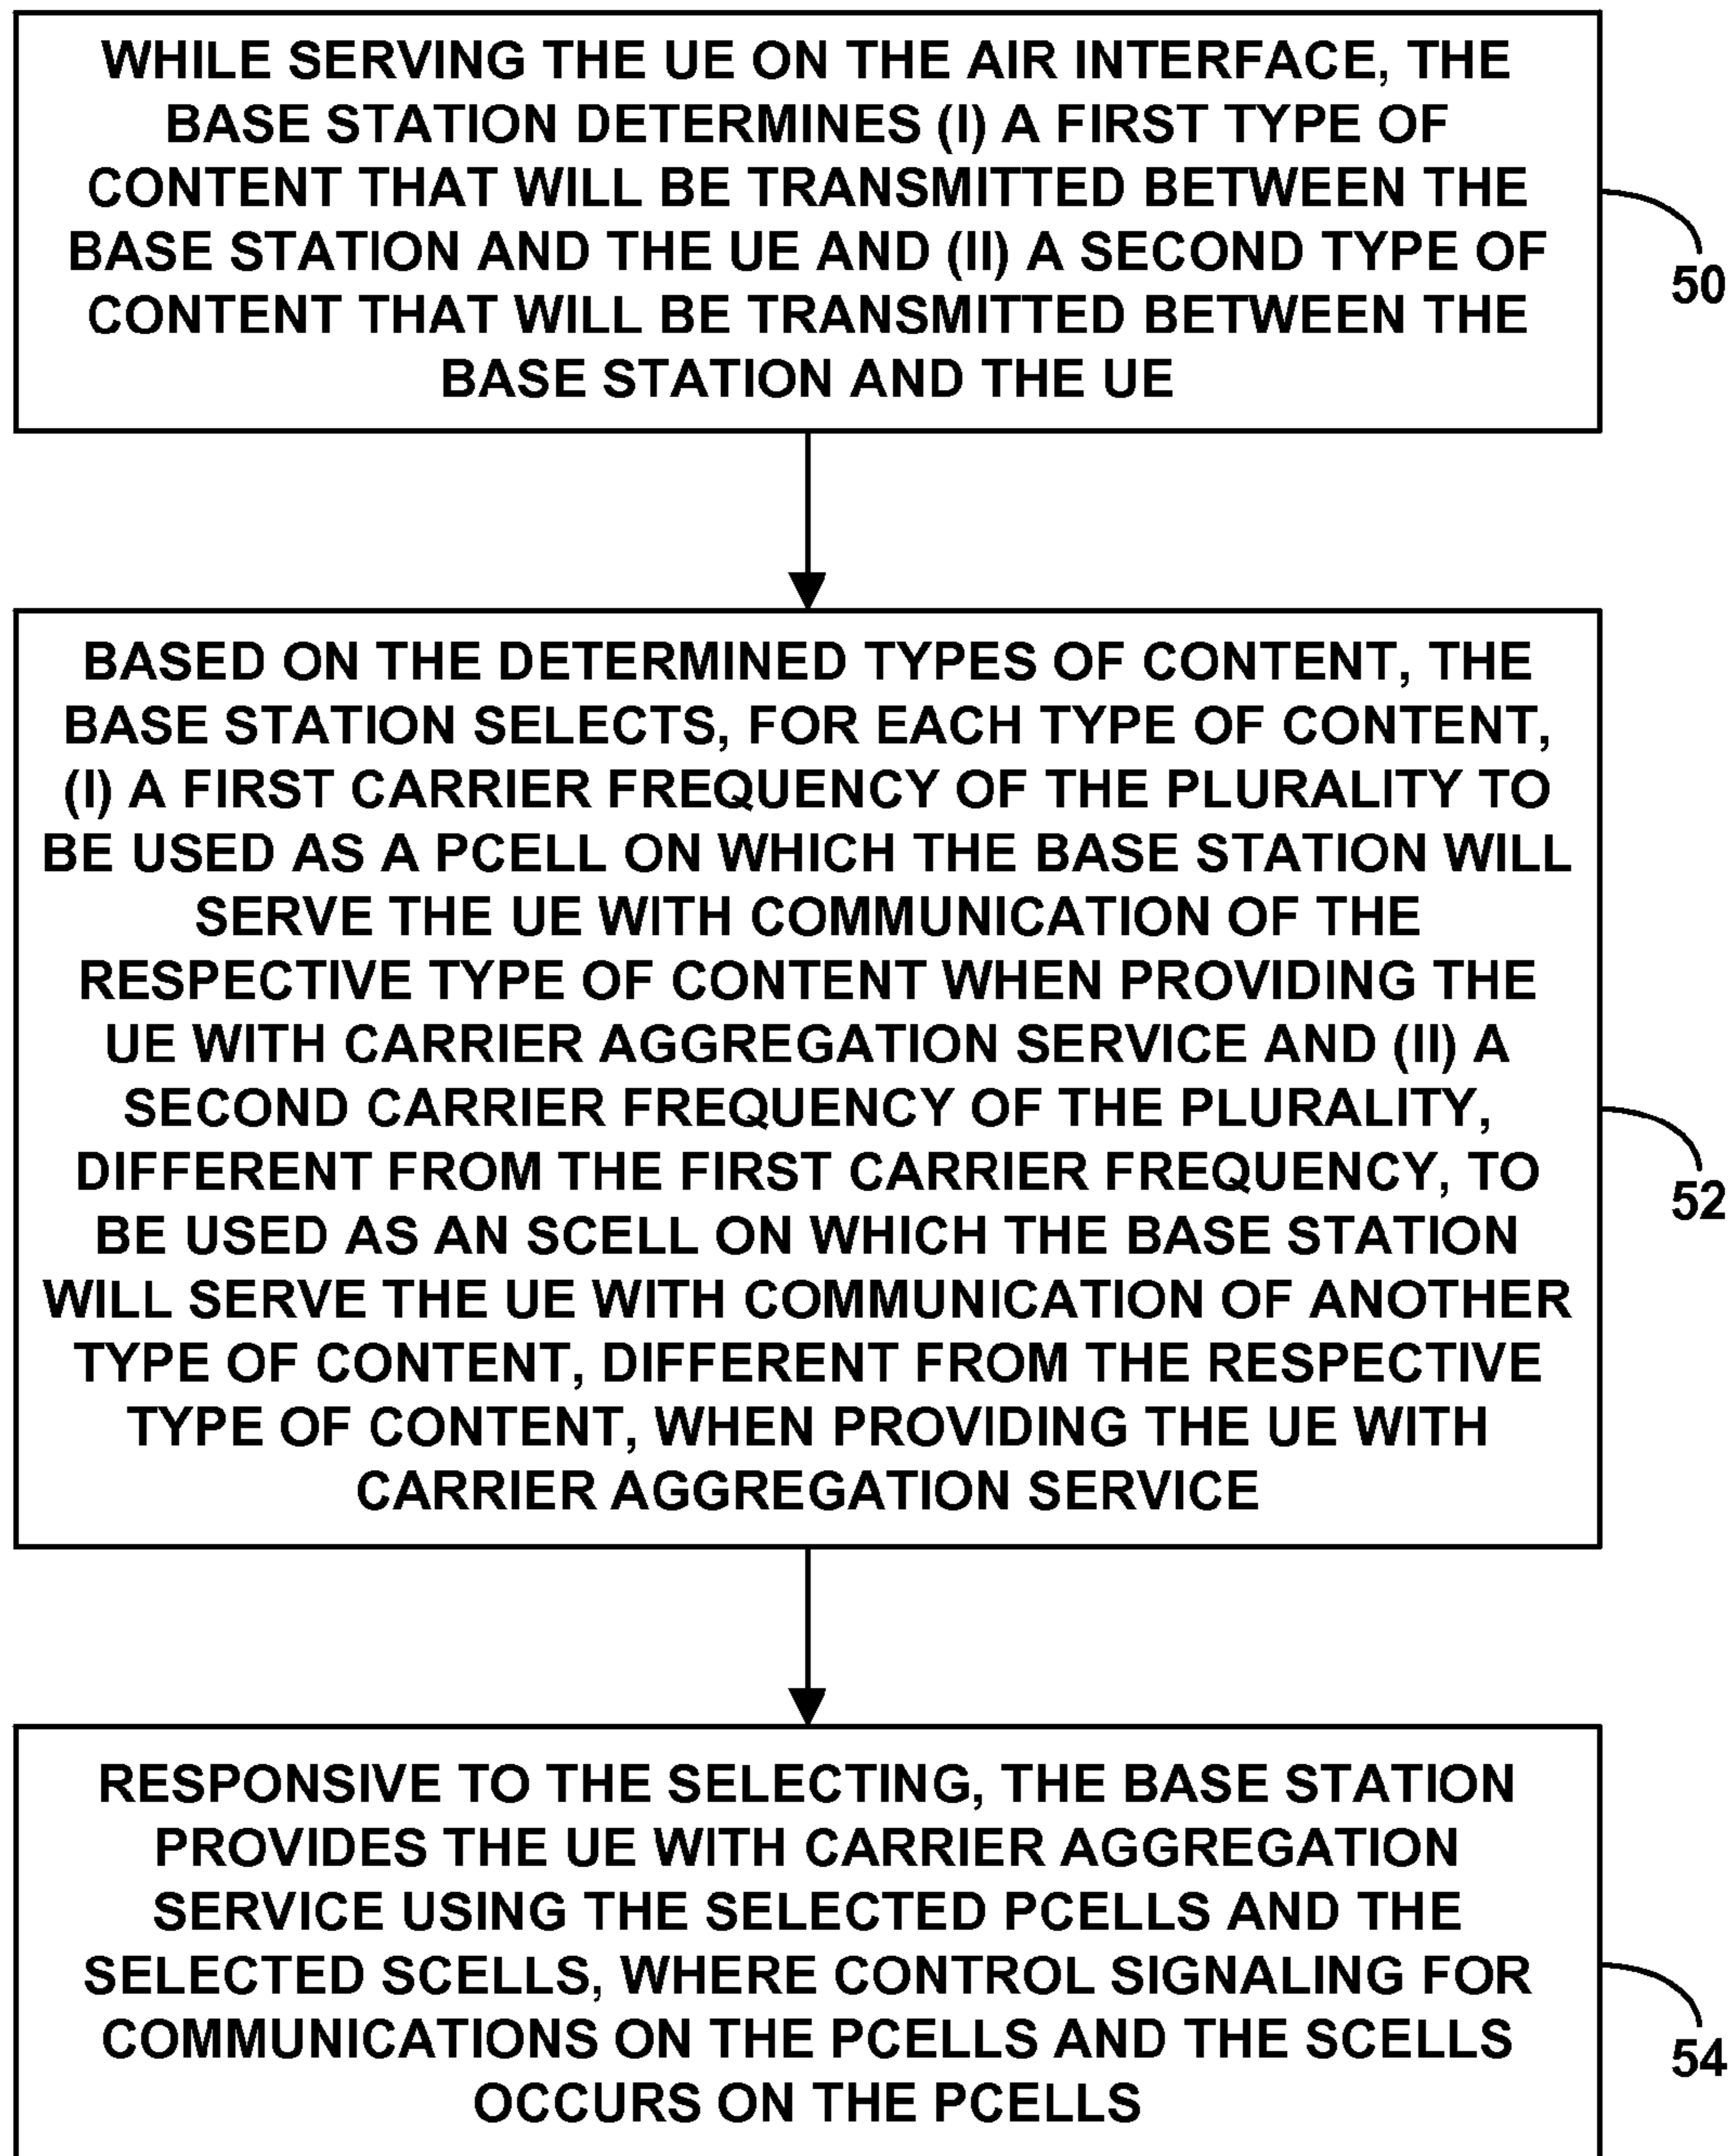 WHILE SERVING THE UE ON THE AIR INTERFACE, THE
BASE STATION DETERMINES (I) A FIRST TYPE OF
CONTENT THAT WILL BE TRANSMITTED BETWEEN THE
BASE STATION AND THE UE AND (II) A SECOND TYPE OF
CONTENT THAT WILL BE TRANSMITTED BETWEEN THE
BASE STATION AND THE UE
50
BASED ON THE DETERMINED TYPES OF CONTENT, THE
BASE STATION SELECTS, FOR EACH TYPE OF CONTENT,
(I) A FIRST CARRIER FREQUENCY OF THE PLURALITY TO
BE USED AS A PCELL ON WHICH THE BASE STATION WILL
SERVE THE UE WITH COMMUNICATION OF THE
RESPECTIVE TYPE OF CONTENT WHEN PROVIDING THE
UE WITH CARRIER AGGREGATION SERVICE AND (II) A
SECOND CARRIER FREQUENCY OF THE PLURALITY,
DIFFERENT FROM THE FIRST CARRIER FREQUENCY, TO
BE USED AS AN SCELL ON WHICH THE BASE STATION
WILL SERVE THE UE WITH COMMUNICATION OF ANOTHER
TYPE OF CONTENT, DIFFERENT FROM THE RESPECTIVE
TYPE OF CONTENT, WHEN PROVIDING THE UE WITH
CARRIER AGGREGATION SERVICE
52
RESPONSIVE TO THE SELECTING, THE BASE STATION
PROVIDES THE UE WITH CARRIER AGGREGATION
SERVICE USING THE SELECTED PCELLS AND THE
SELECTED SCELLS, WHERE CONTROL SIGNALING FOR
COMMUNICATIONS ON THE PCELLS AND THE SCELLS
OCCURS ON THE PCELLS
54